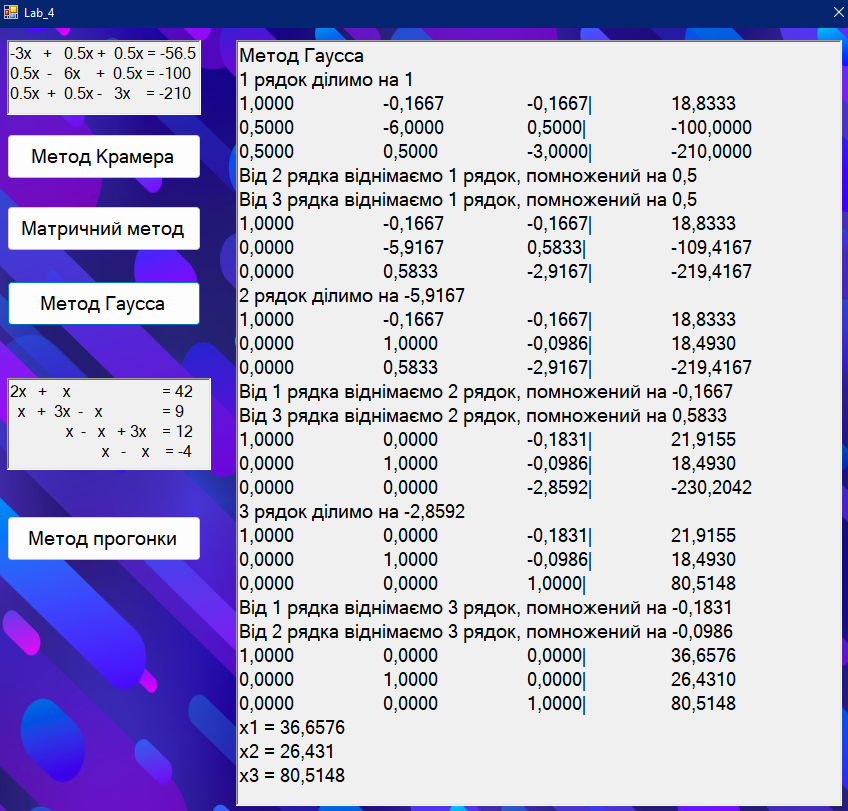 Lab_4
-3x + 0.5x + 0.5x = -56.5
0.5x - 6x + 0.5x = -100
0.5x + 0.5x - 3x = -210
Метод Крамера
Матричний метод
Метод Гаусса
2x + x = 42
x + 3x - x = 9
x - x + 3x = 12
x - x = -4
Метод прогонки
Метод Гаусса
1 рядок ділимо на 1
1,0000 -0,1667 -0,1667| 18,8333
0,5000 -6,0000 0,5000| -100,0000
0,5000 0,5000 -3,0000| -210,0000
Від 2 рядка віднімаємо 1 рядок, помножений на 0,5
Від 3 рядка віднімаємо 1 рядок, помножений на 0,5
1,0000 -0,1667 -0,1667| 18,8333
0,0000 -5,9167 0,5833| -109,4167
0,0000 0,5833 -2,9167| -219,4167
2 рядок ділимо на -5,9167
1,0000 -0,1667 -0,1667| 18,8333
0,0000 1,0000 -0,0986| 18,4930
0,0000 0,5833 -2,9167| -219,4167
Від 1 рядка віднімаємо 2 рядок, помножений на -0,1667
Від 3 рядка віднімаємо 2 рядок, помножений на 0,5833
1,0000 0,0000 -0,1831| 21,9155
0,0000 1,0000 -0,0986| 18,4930
0,0000 0,0000 -2,8592| -230,2042
3 рядок ділимо на -2,8592
1,0000 0,0000 -0,1831| 21,9155
0,0000 1,0000 -0,0986| 18,4930
0,0000 0,0000 1,0000| 80,5148
Від 1 рядка віднімаємо 3 рядок, помножений на -0,1831
Від 2 рядка віднімаємо 3 рядок, помножений на -0,0986
1,0000 0,0000 0,0000| 36,6576
0,0000 1,0000 0,0000| 26,4310
0,0000 0,0000 1,0000| 80,5148
x1 = 36,6576
x2 = 26,431
x3 = 80,5148